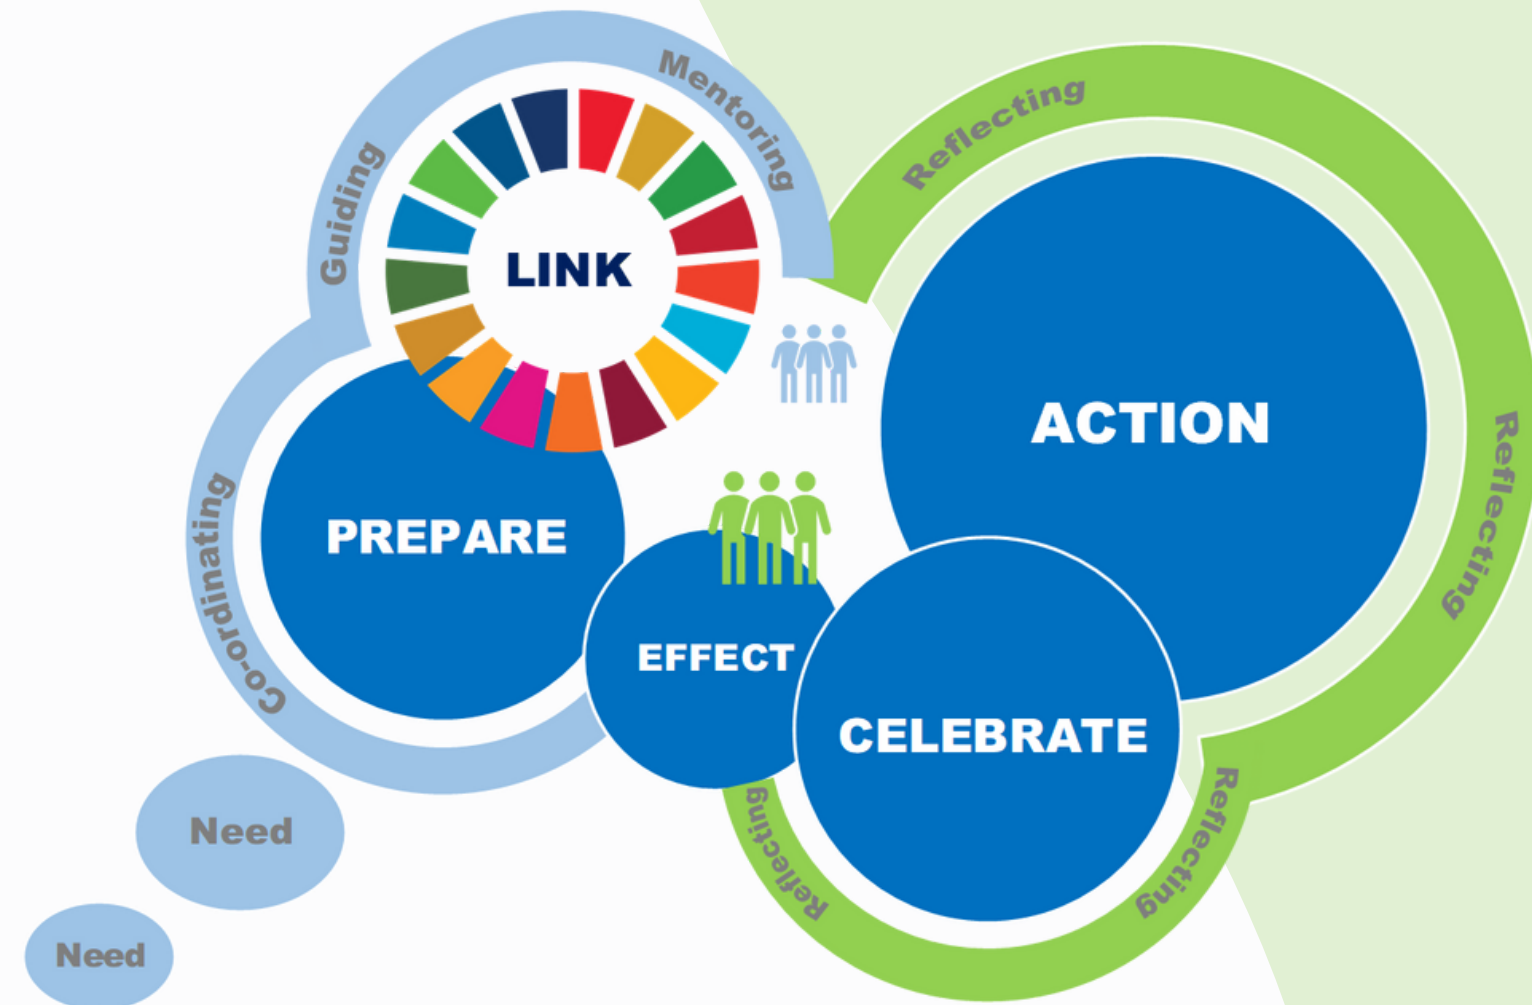 Mentoring
Guiding
Reflecting
LINK
ACTION
Reflecting
PREPARE
Co-ordinating
EFFECT
CELEBRATE
Reflecting
Reflecting
Need
Need